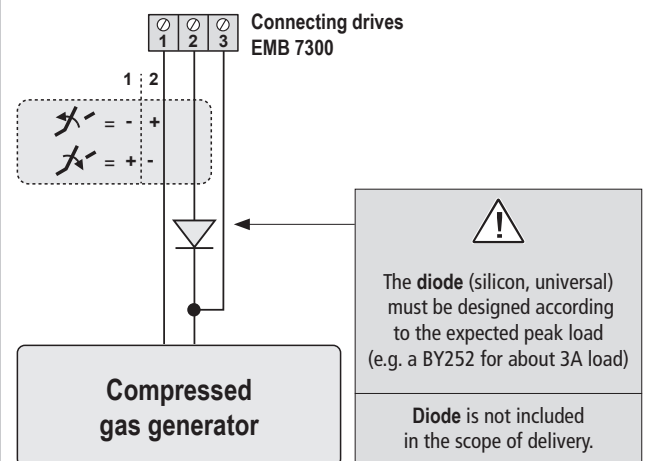 Connecting drives
EMB 7300
1 2 3
1 2
= - +
= + -
!
The diode (silicon, universal)
must be designed according
to the expected peak load
(e.g. a BY252 for about 3A load)
Diode is not included
in the scope of delivery.
Compressed
gas generator